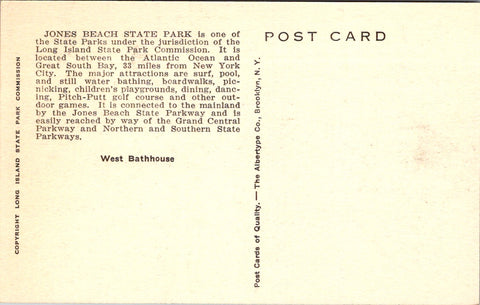 JONES BEACH STATE PARK is one of
the State Parks under the jurisdiction of the
Long Island State Park Commission. It is
located between the Atlantic Ocean and
Great South Bay, 33 miles from New York
City. The major attractions are surf, pool,
and still water bathing, boardwalks, pic-
nicking, children's playgrounds, dining, danc-
ing, Pitch-Putt golf course and other out-
door games. It is connected to the mainland
by the Jones Beach State Parkway and is
easily reached by way of the Grand Central
Parkway and Northern and Southern State
Parkways.
West Bathhouse
COPYRIGHT LONG ISLAND STATE PARK COMMISSION
Post Cards of Quality. — The Albertype Co., Brooklyn, N. Y.
POST CARD